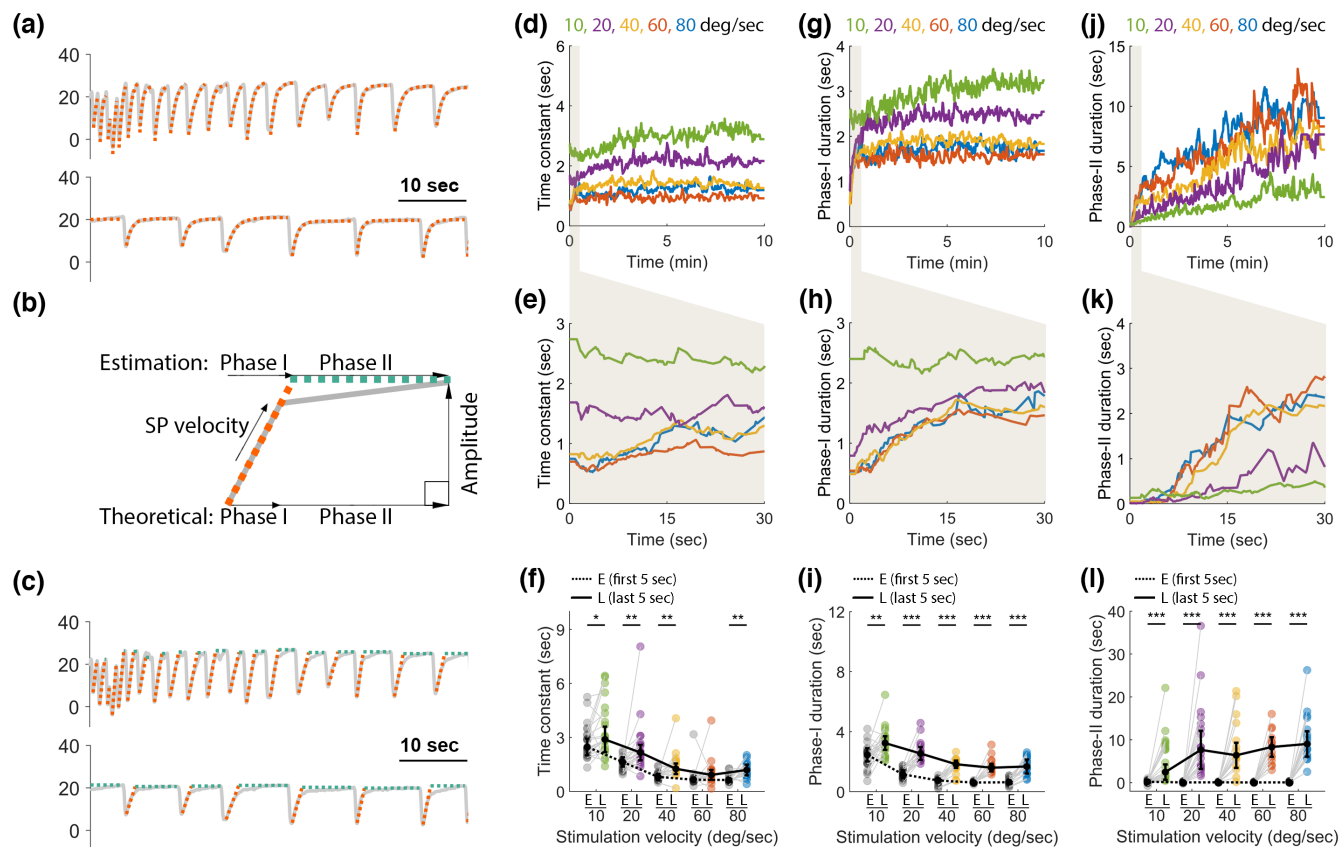 (a)
40
20
0
10 sec
40
20
0
(b)
Estimation: Phase I Phase II
SP velocity
Amplitude
Theoretical: Phase I Phase II
(c)
40
20
0
10 sec
40
20
0
(d)
10, 20, 40, 60, 80 deg/sec
Time constant (sec)
6
4
2
0
0 5 10
Time (min)
(e)
Time constant (sec)
3
2
1
0
0 15 30
Time (sec)
(f)
E (first 5 sec)
L (last 5 sec)
* ** ** **
Time constant (sec)
9
6
3
0
E L E L E L E L E L
10 20 40 60 80
Stimulation velocity (deg/sec)
(g)
10, 20, 40, 60, 80 deg/sec
Phase-I duration (sec)
4
3
2
1
0
0 5 10
Time (min)
(h)
Phase-I duration (sec)
3
2
1
0
0 15 30
Time (sec)
(i)
E (first 5 sec)
L (last 5 sec)
** *** *** *** ***
Phase-I duration (sec)
12
8
4
0
E L E L E L E L E L
10 20 40 60 80
Stimulation velocity (deg/sec)
(j)
10, 20, 40, 60, 80 deg/sec
Phase-II duration (sec)
15
10
5
0
0 5 10
Time (min)
(k)
Phase-II duration (sec)
4
3
2
1
0
0 15 30
Time (sec)
(l)
E (first 5sec)
L (last 5 sec)
*** *** *** *** ***
Phase-II duration (sec)
40
30
20
10
0
E L E L E L E L E L
10 20 40 60 80
Stimulation velocity (deg/sec)